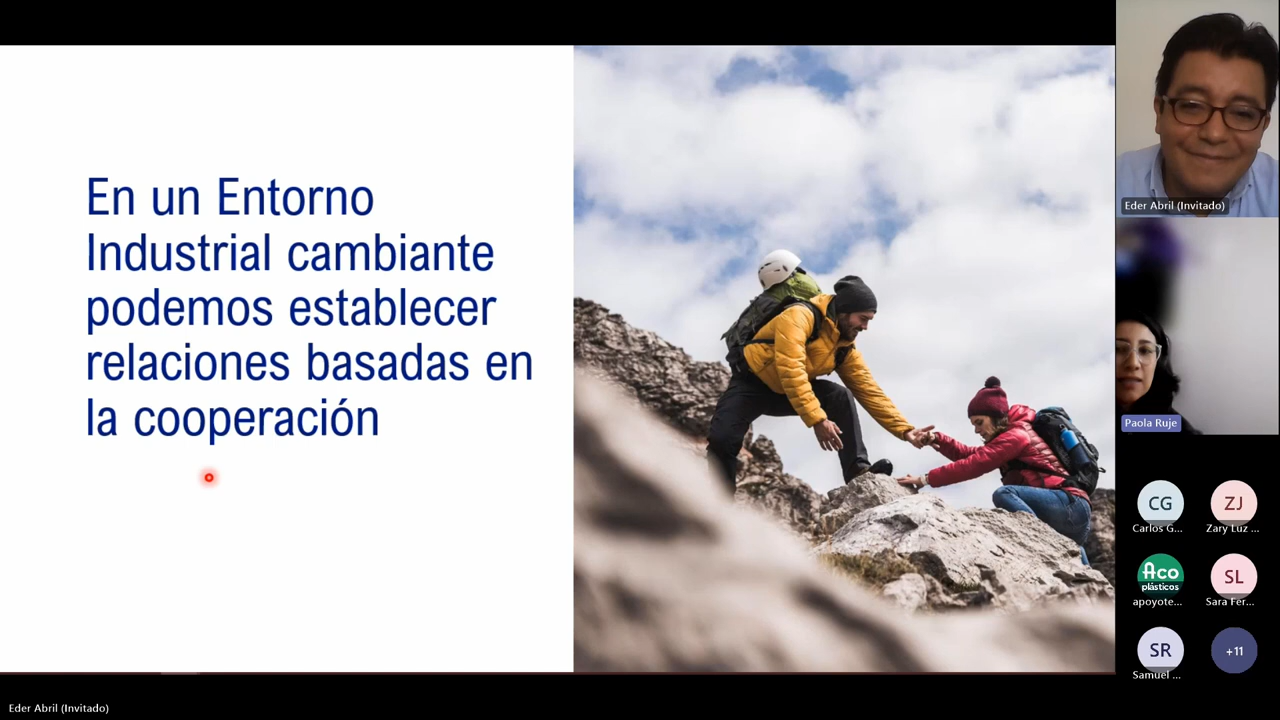 En un Entorno
Industrial cambiante
podemos establecer
relaciones basadas en
la cooperación
Eder Abril (Invitado)
Paola Ruje
CG
Carlos G...
ZJ
Zary Luz ...
Aco
plásticos
apoyote...
SL
Sara Fer...
SR
Samuel ...
+11
Eder Abril (Invitado)